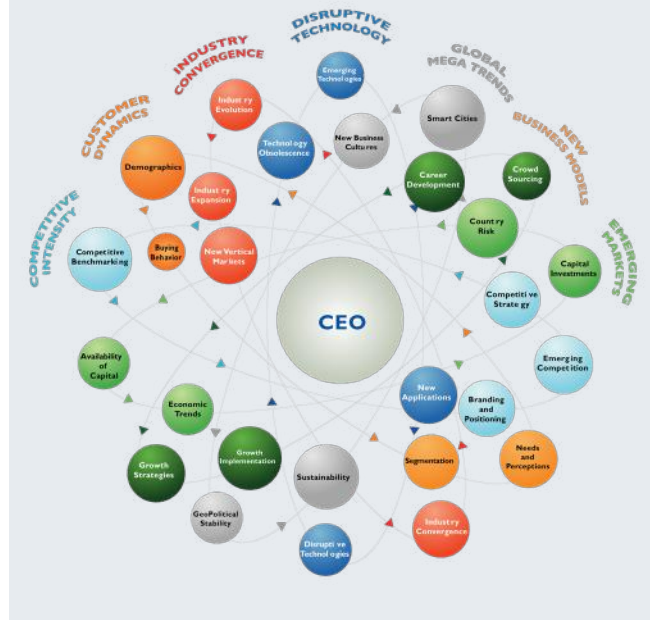 DISRUPTIVE
TECHNOLOGY
INDUSTRY
CONVERGENCE
GLOBAL
MEGA TRENDS
CUSTOMER
DYNAMICS
NEW
BUSINESS MODELS
COMPETITIVE
INTENSITY
EMERGING
MARKETS
Emerging
Technologies
Industry
Evolution
Smart Cities
Technology
Obsolescence
New Business
Cultures
Demographics
Career
Development
Crowd
Sourcing
Industry
Expansion
Country
Risk
Competitive
Benchmarking
Buying
Behavior
New Vertical
Markets
Capital
Investments
Competitive
Strategy
CEO
Availability
of
Capital
Emerging
Competition
New
Applications
Economic
Trends
Branding
and
Positioning
Growth
Strategies
Growth
Implementation
Sustainability
Segmentation
Needs
and
Perceptions
GeoPolitical
Stability
Industry
Convergence
Disruptive
Technologies